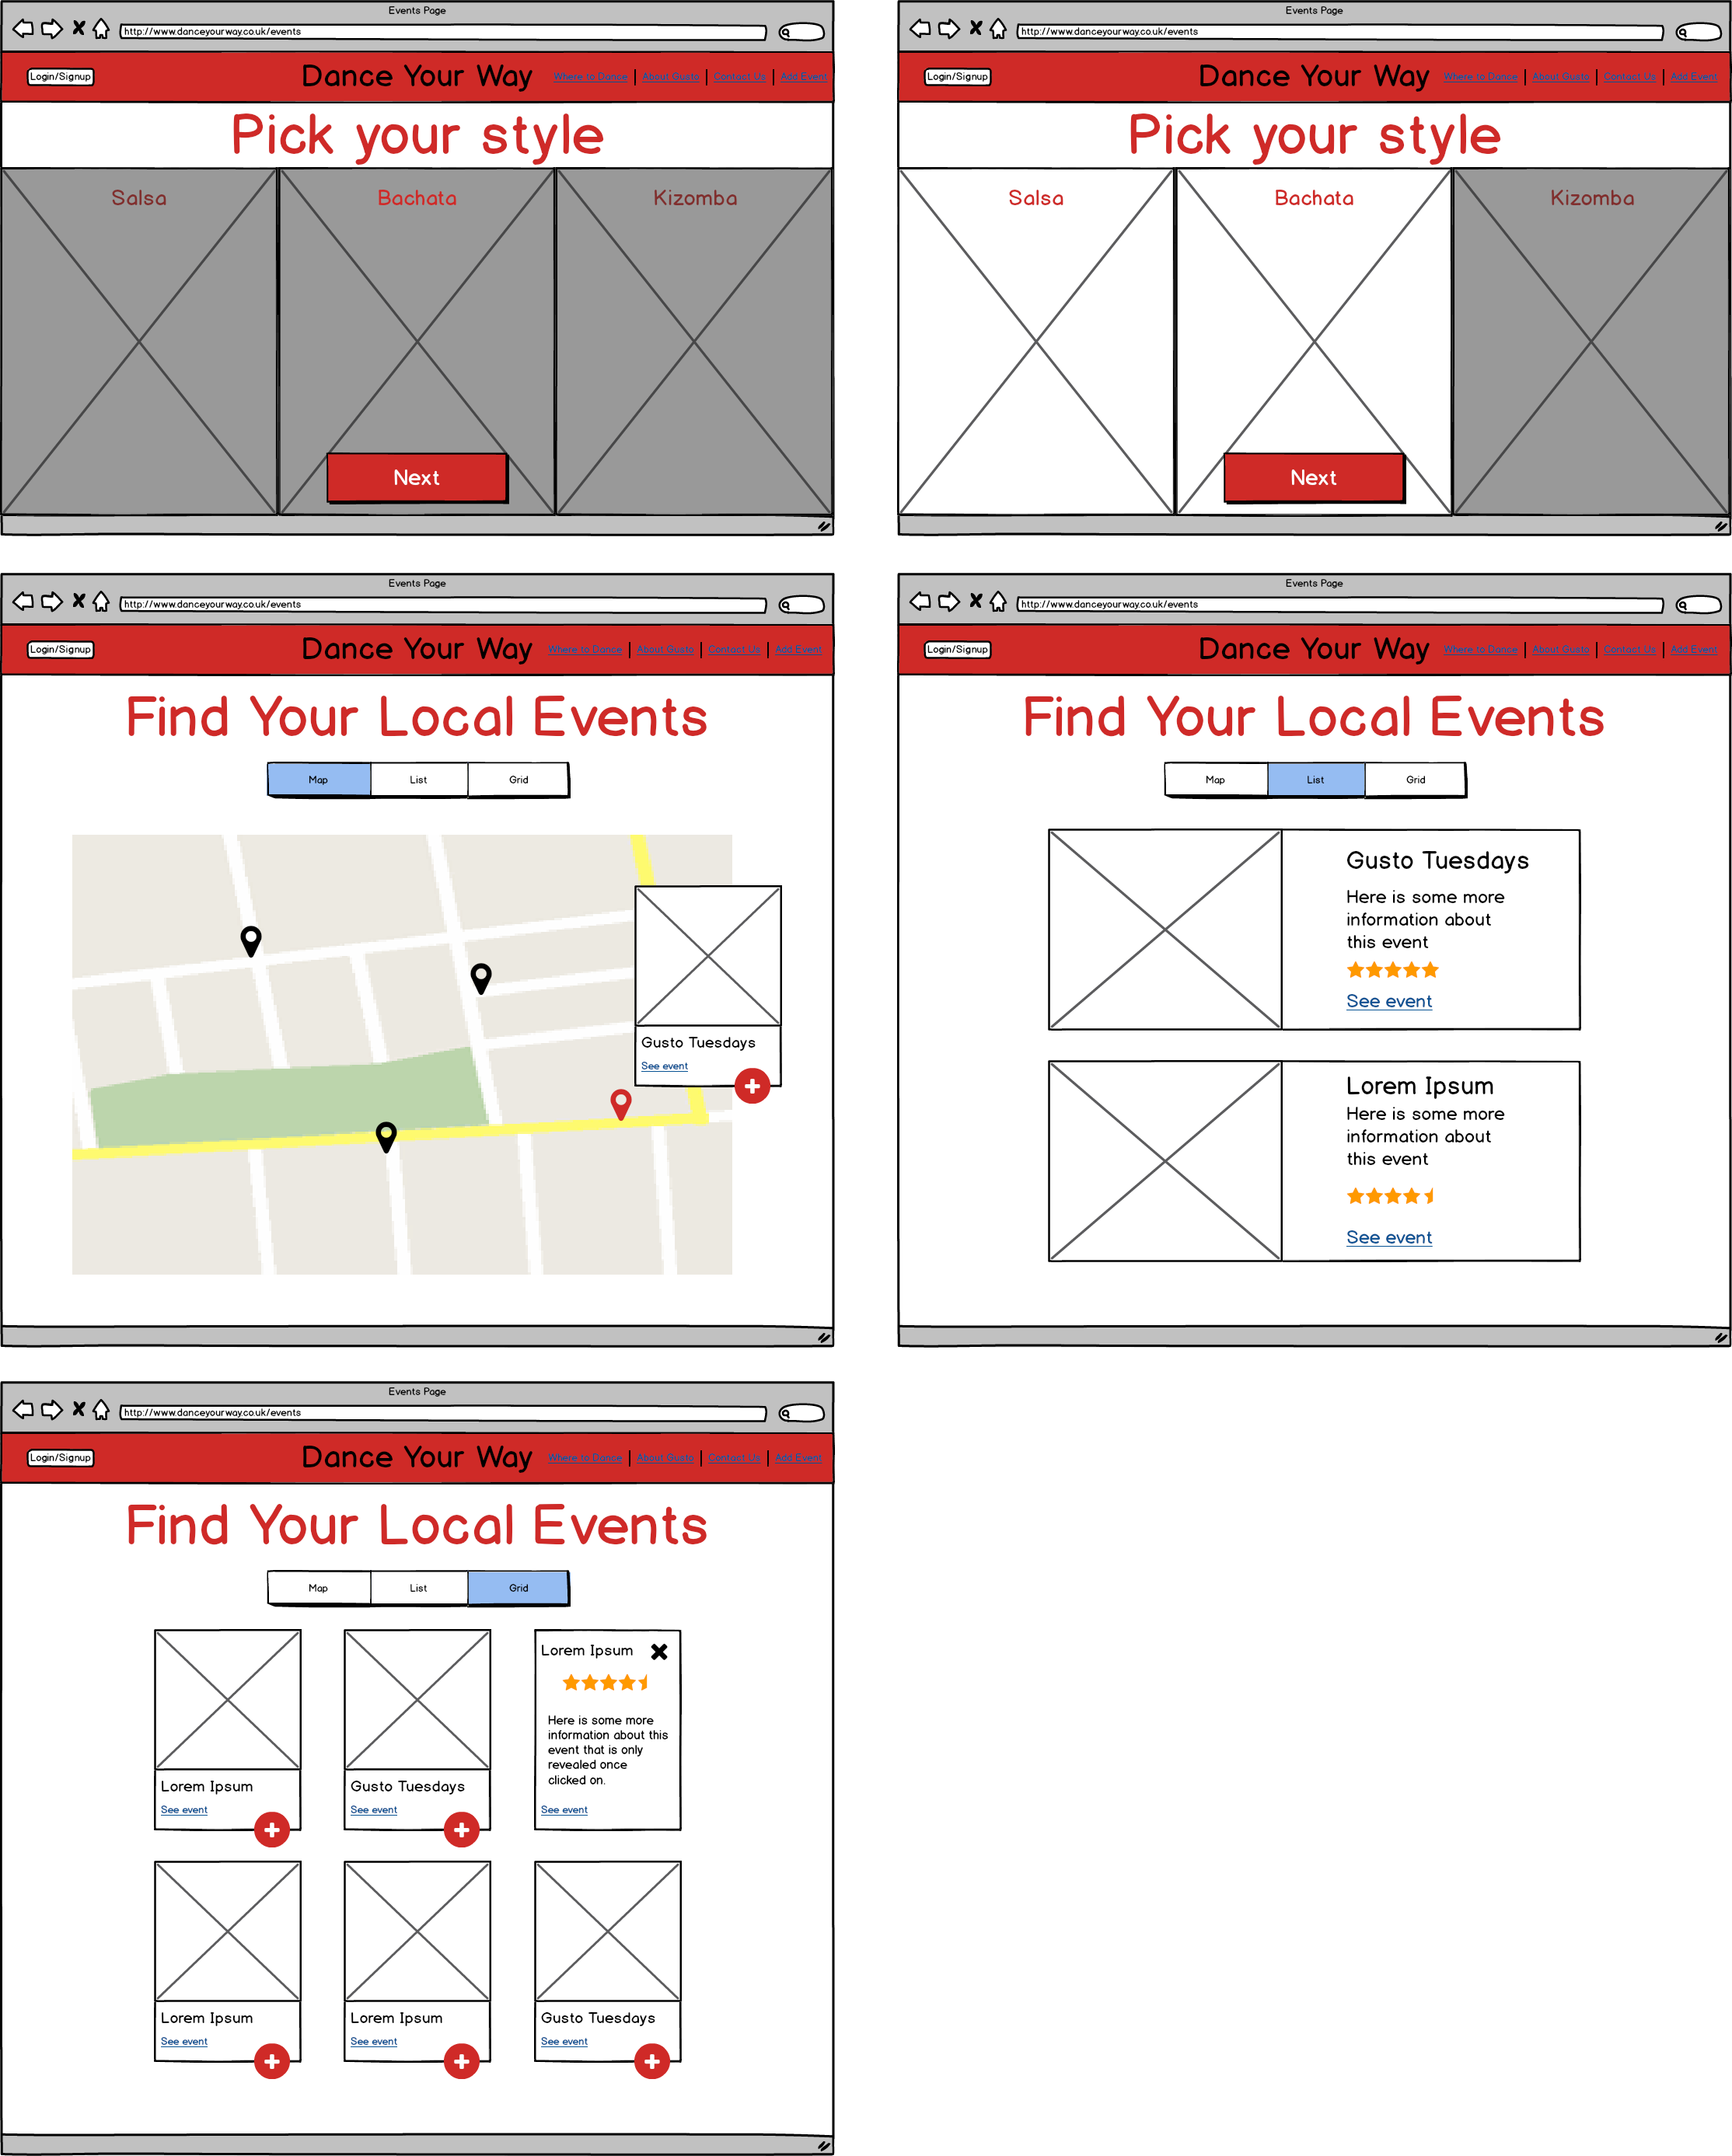 Events Page
http://www.danceyourway.co.uk/events
Login/Signup
Dance Your Way
Where to Dance
About Gusto
Contact Us
Add Event
Pick your style
Salsa
Bachata
Kizomba
Next
Events Page
http://www.danceyourway.co.uk/events
Login/Signup
Dance Your Way
Where to Dance
About Gusto
Contact Us
Add Event
Pick your style
Salsa
Bachata
Kizomba
Next
Events Page
http://www.danceyourway.co.uk/events
Login/Signup
Dance Your Way
Where to Dance
About Gusto
Contact Us
Add Event
Find Your Local Events
Map
List
Grid
Gusto Tuesdays
See event
Events Page
http://www.danceyourway.co.uk/events
Login/Signup
Dance Your Way
Where to Dance
About Gusto
Contact Us
Add Event
Find Your Local Events
Map
List
Grid
Gusto Tuesdays
Here is some more
information about
this event
See event
Lorem Ipsum
Here is some more
information about
this event
See event
Events Page
http://www.danceyourway.co.uk/events
Login/Signup
Dance Your Way
Where to Dance
About Gusto
Contact Us
Add Event
Find Your Local Events
Map
List
Grid
Lorem Ipsum
See event
Gusto Tuesdays
See event
Lorem Ipsum
Here is some more
information about this
event that is only
revealed once
clicked on.
See event
Lorem Ipsum
See event
Lorem Ipsum
See event
Gusto Tuesdays
See event